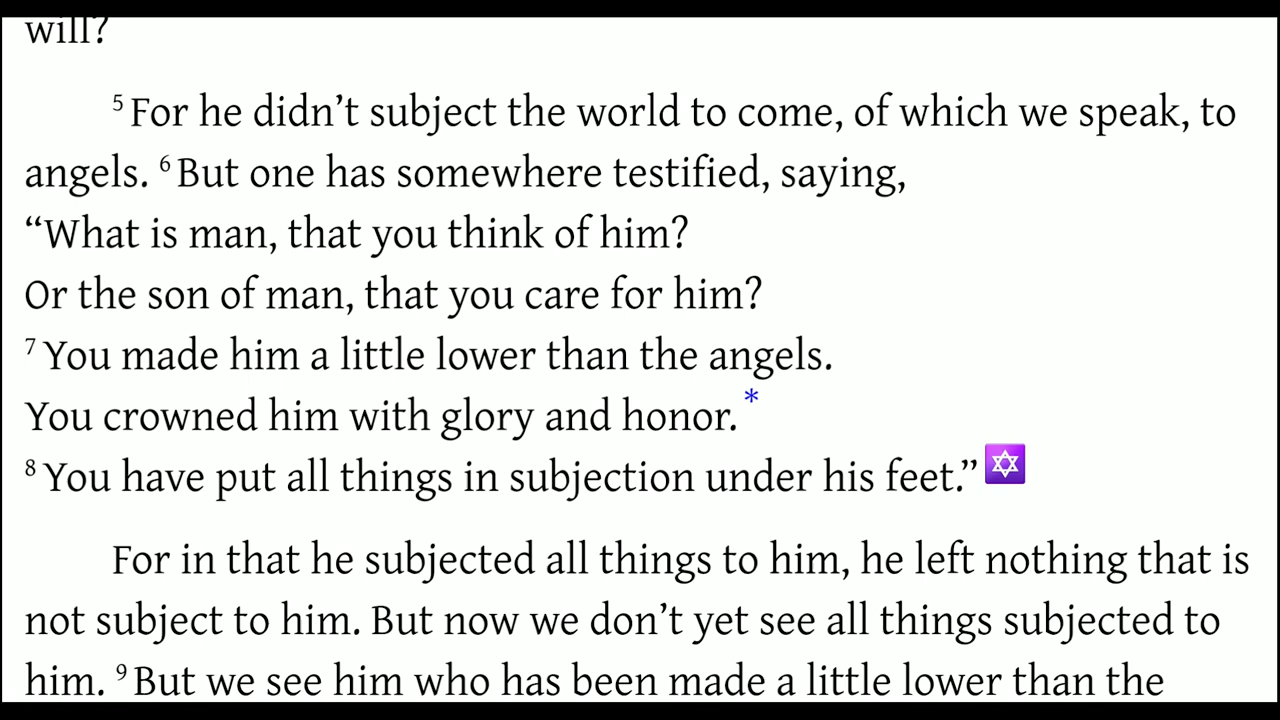 will?
⁵ For he didn’t subject the world to come, of which we speak, to
angels. ⁶ But one has somewhere testified, saying,
“What is man, that you think of him?
Or the son of man, that you care for him?
⁷ You made him a little lower than the angels.
You crowned him with glory and honor.*
⁸ You have put all things in subjection under his feet.”✡
For in that he subjected all things to him, he left nothing that is
not subject to him. But now we don’t yet see all things subjected to
him. ⁹ But we see him who has been made a little lower than the